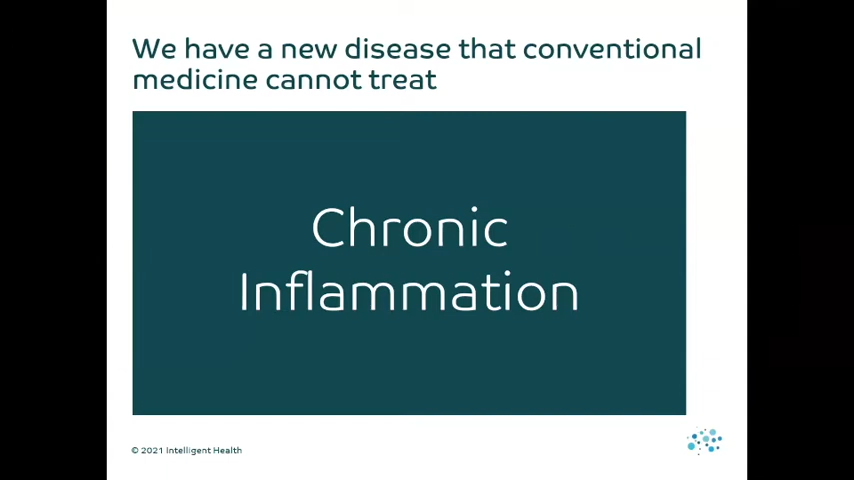 We have a new disease that conventional
medicine cannot treat
Chronic
Inflammation
© 2021 Intelligent Health